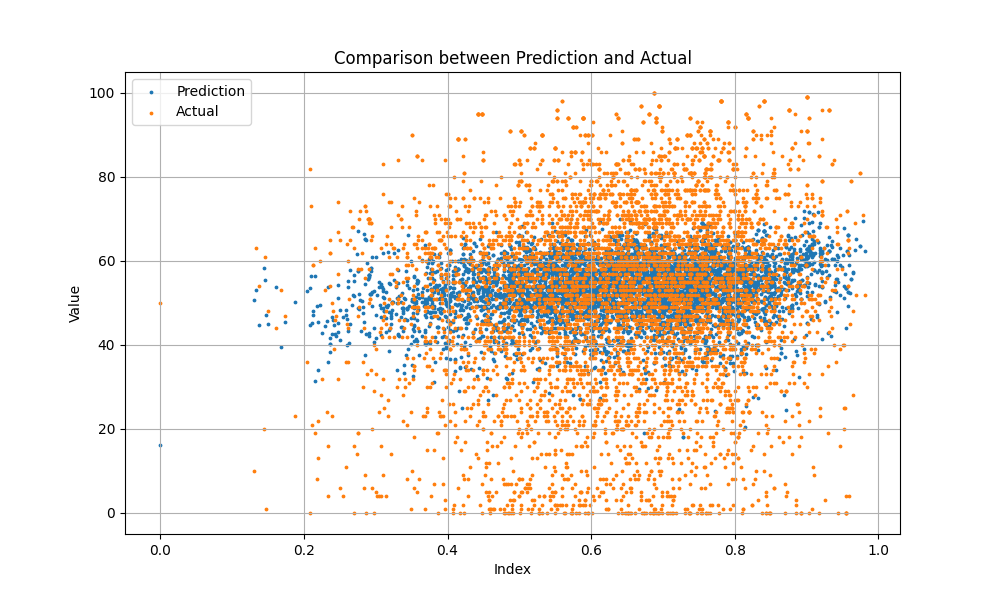 Comparison between Prediction and Actual
Prediction
Actual
100
80
60
40
20
0
Value
0.0 0.2 0.4 0.6 0.8 1.0
Index